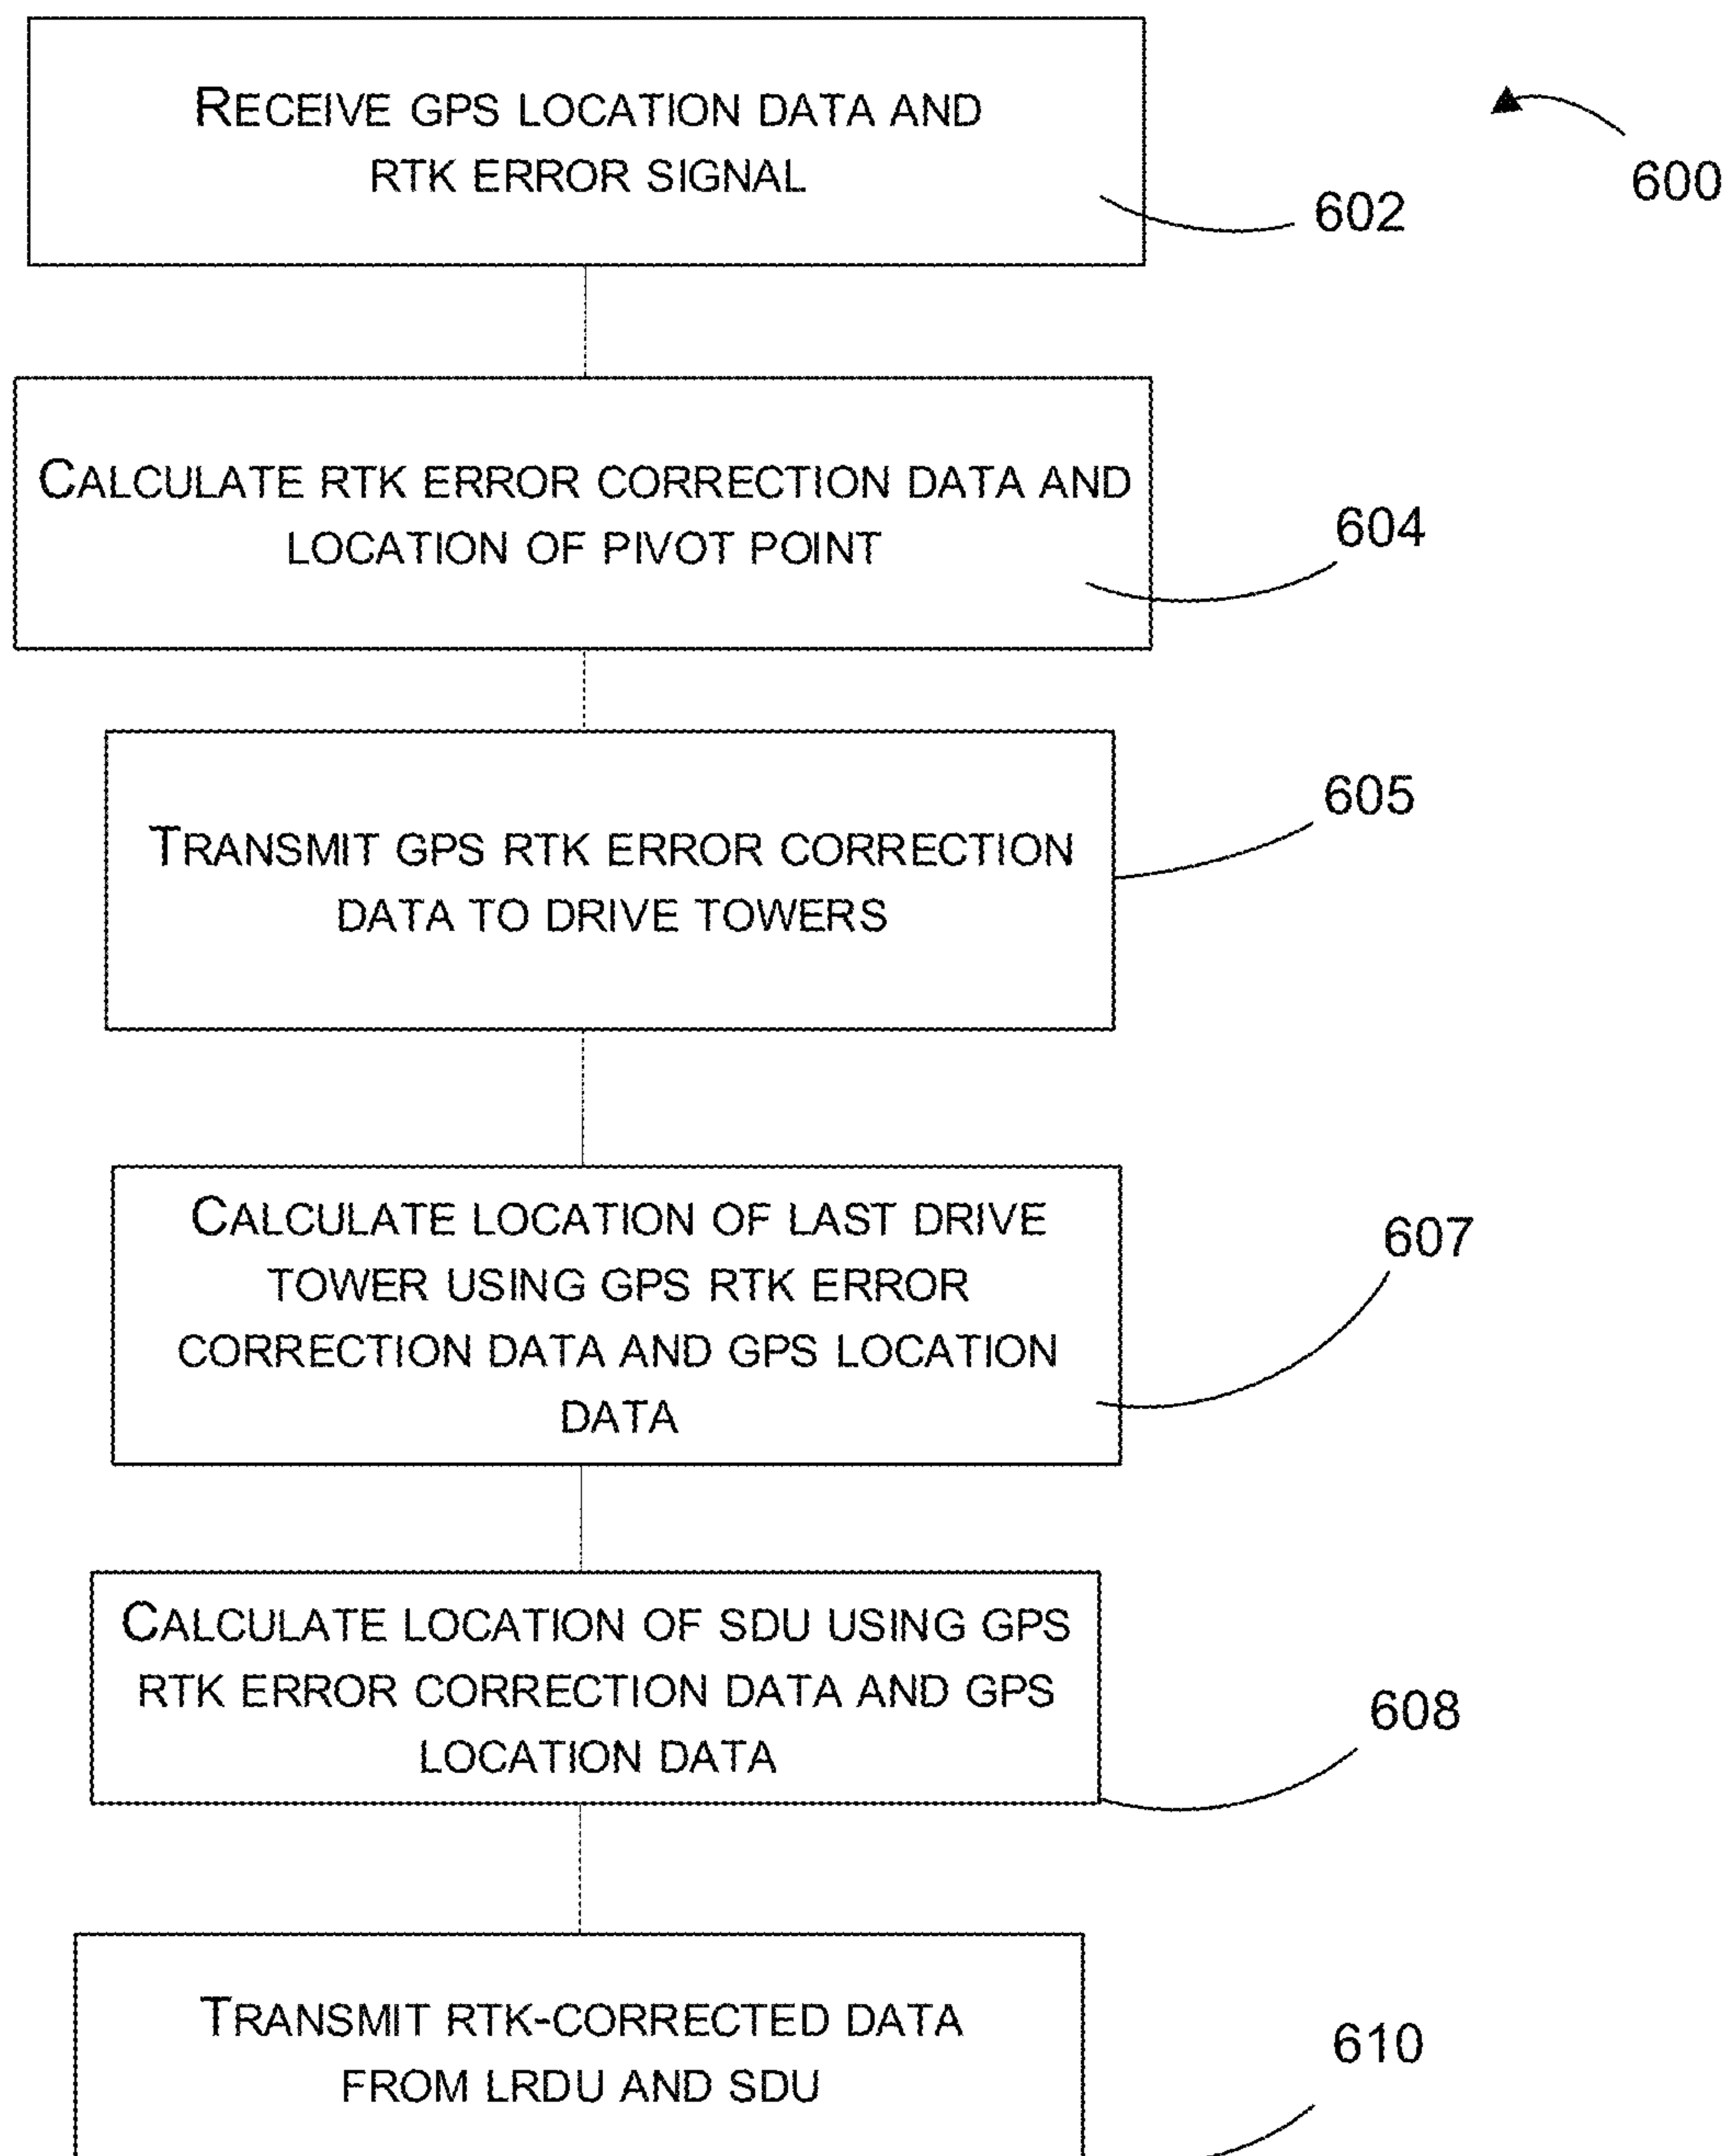 RECEIVE GPS LOCATION DATA AND
RTK ERROR SIGNAL
600
602
CALCULATE RTK ERROR CORRECTION DATA AND
LOCATION OF PIVOT POINT
604
TRANSMIT GPS RTK ERROR CORRECTION
DATA TO DRIVE TOWERS
605
CALCULATE LOCATION OF LAST DRIVE
TOWER USING GPS RTK ERROR
CORRECTION DATA AND GPS LOCATION
DATA
607
CALCULATE LOCATION OF SDU USING GPS
RTK ERROR CORRECTION DATA AND GPS
LOCATION DATA
608
TRANSMIT RTK-CORRECTED DATA
FROM LRDU AND SDU
610